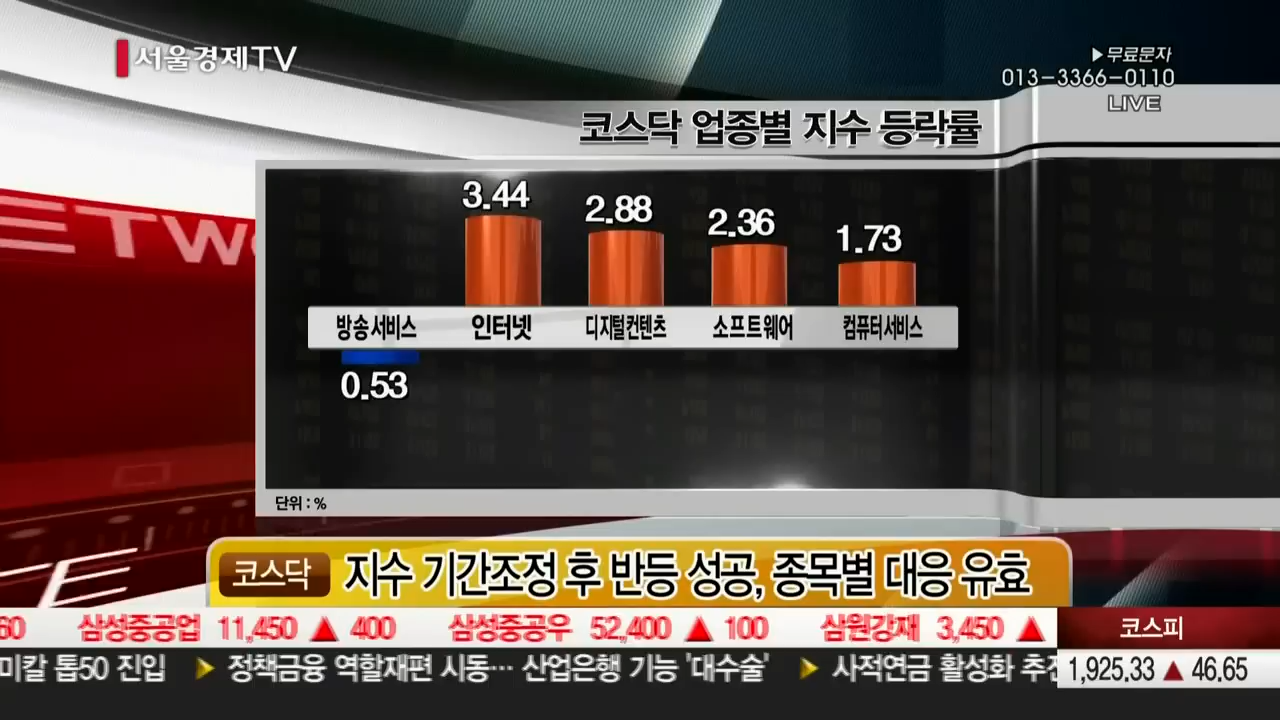 서울경제TV
▶무료문자
013-3366-0110
LIVE
코스닥 업종별 지수 등락률
ETW
3.44 2.88 2.36 1.73
방송서비스 인터넷 디지털컨텐츠 소프트웨어 컴퓨터서비스
0.53
단위 : %
코스닥 지수 기간조정 후 반등 성공, 종목별 대응 유효
60 삼성중공업 11,450 ▲ 400 삼성중공우 52,400 ▲ 100 삼원강재 3,450 ▲
코스피
미칼 톱50 진입 ▶ 정책금융 역할재편 시동… 산업은행 기능 '대수술' ▶ 사적연금 활성화 추진
1,925.33 ▲ 46.65